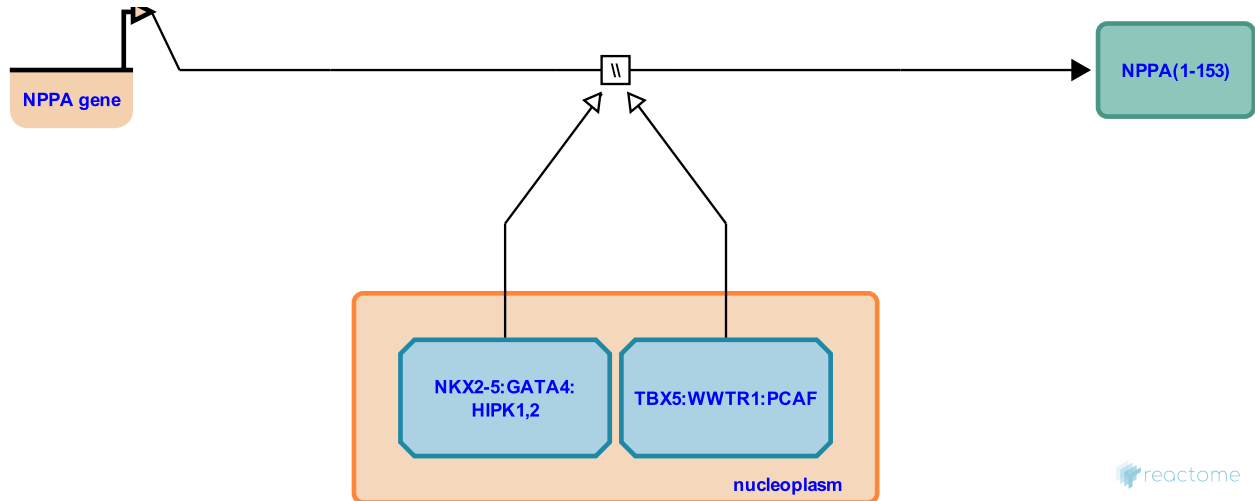 NPPA gene
\\
NPPA(1-153)
NKX2-5:GATA4:
HIPK1,2
TBX5:WWTR1:PCAF
nucleoplasm
reactome